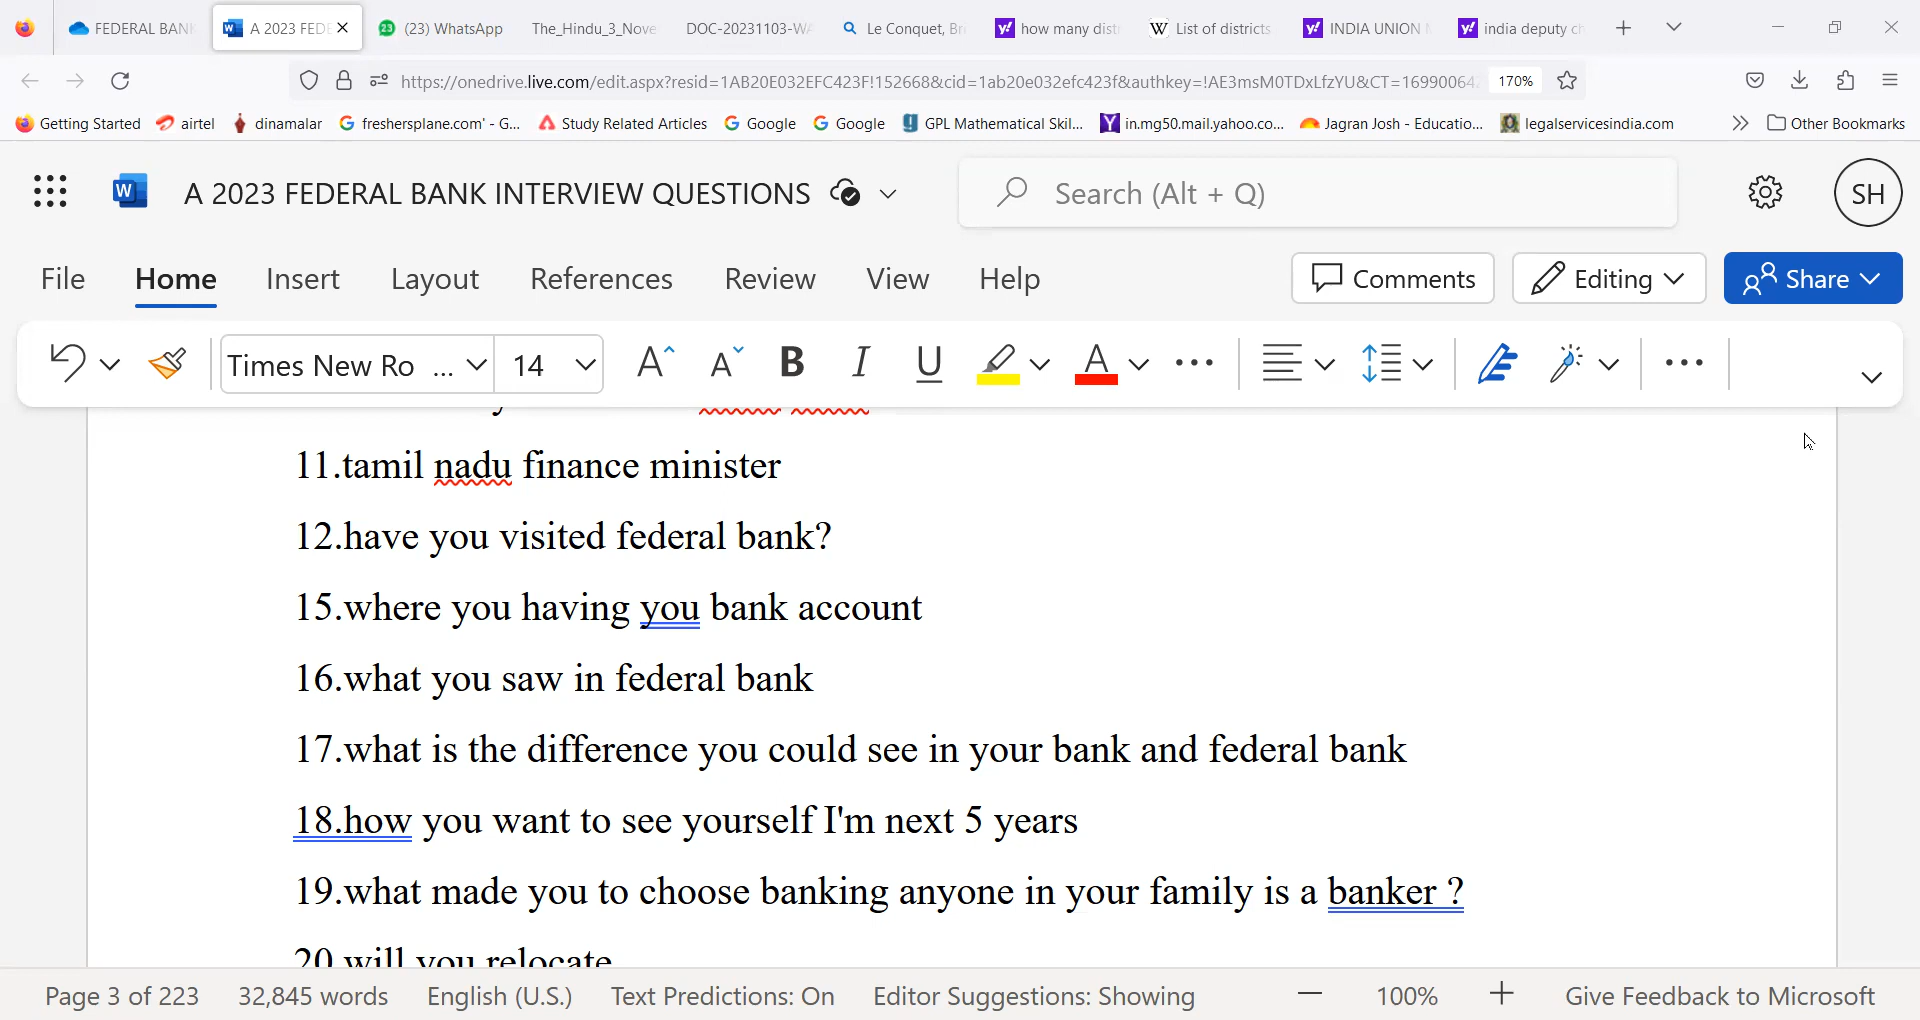 FEDERAL BANK
A 2023 FEDE
(23) WhatsApp
The_Hindu_3_Nove
DOC-20231103-WA
Le Conquet, Bri
how many dist
List of districts
INDIA UNION
india deputy ch
https://onedrive.live.com/edit.aspx?resid=1AB20E032EFC423F!152668&cid=1ab20e032efc423f&authkey=!AE3msM0TDxLfzYU&CT=169900642
170%
Getting Started
airtel
dinamalar
freshersplane.com' - G...
Study Related Articles
Google
Google
GPL Mathematical Skil...
in.mg50.mail.yahoo.co...
Jagran Josh - Educatio...
legalservicesindia.com
Other Bookmarks
A 2023 FEDERAL BANK INTERVIEW QUESTIONS
Search (Alt + Q)
SH
File Home Insert Layout References Review View Help
Comments
Editing
Share
Times New Ro ...
14
11.tamil nadu finance minister
12.have you visited federal bank?
15.where you having you bank account
16.what you saw in federal bank
17.what is the difference you could see in your bank and federal bank
18.how you want to see yourself I'm next 5 years
19.what made you to choose banking anyone in your family is a banker ?
20.will you relocate
Page 3 of 223
32,845 words
English (U.S.)
Text Predictions: On
Editor Suggestions: Showing
100%
Give Feedback to Microsoft